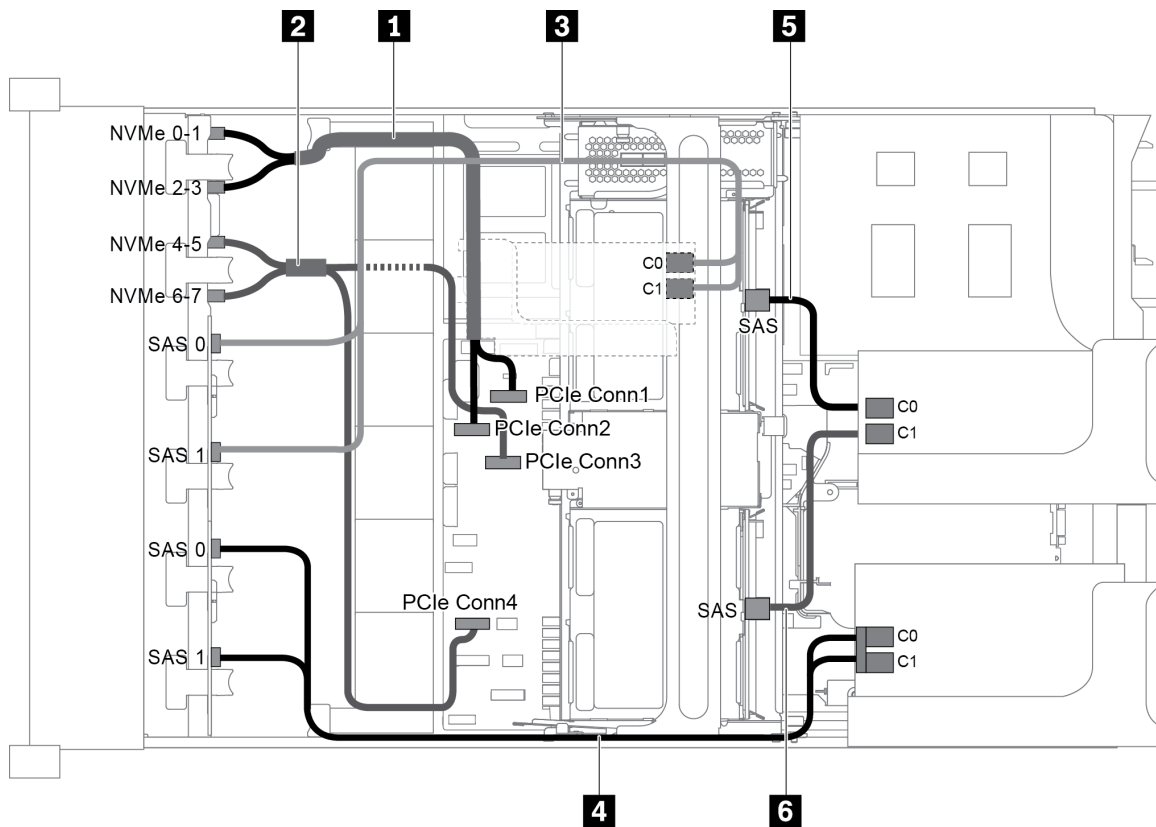 2
1
3
5
NVMe 0-1
NVMe 2-3
NVMe 4-5
NVMe 6-7
C0
C1
SAS
SAS 0
PCIe Conn1
C0
PCIe Conn2
C1
SAS 1
PCIe Conn3
SAS 0
PCIe Conn4
SAS
C0
SAS 1
C1
4
6